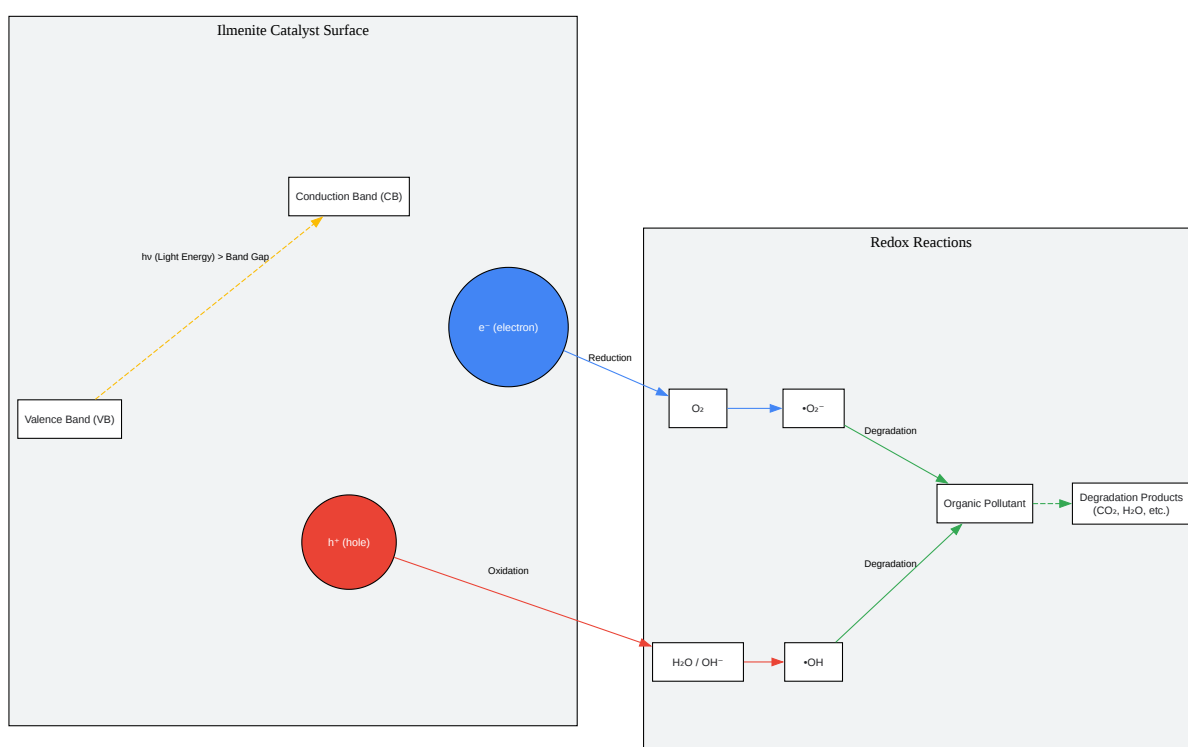 Ilmenite Catalyst Surface
Conduction Band (CB)
hν (Light Energy) > Band Gap
Valence Band (VB)
e⁻ (electron)
h⁺ (hole)
Reduction
Oxidation
Redox Reactions
O₂
•O₂⁻
Degradation
Organic Pollutant
Degradation Products
(CO₂, H₂O, etc.)
Degradation
H₂O / OH⁻
•OH